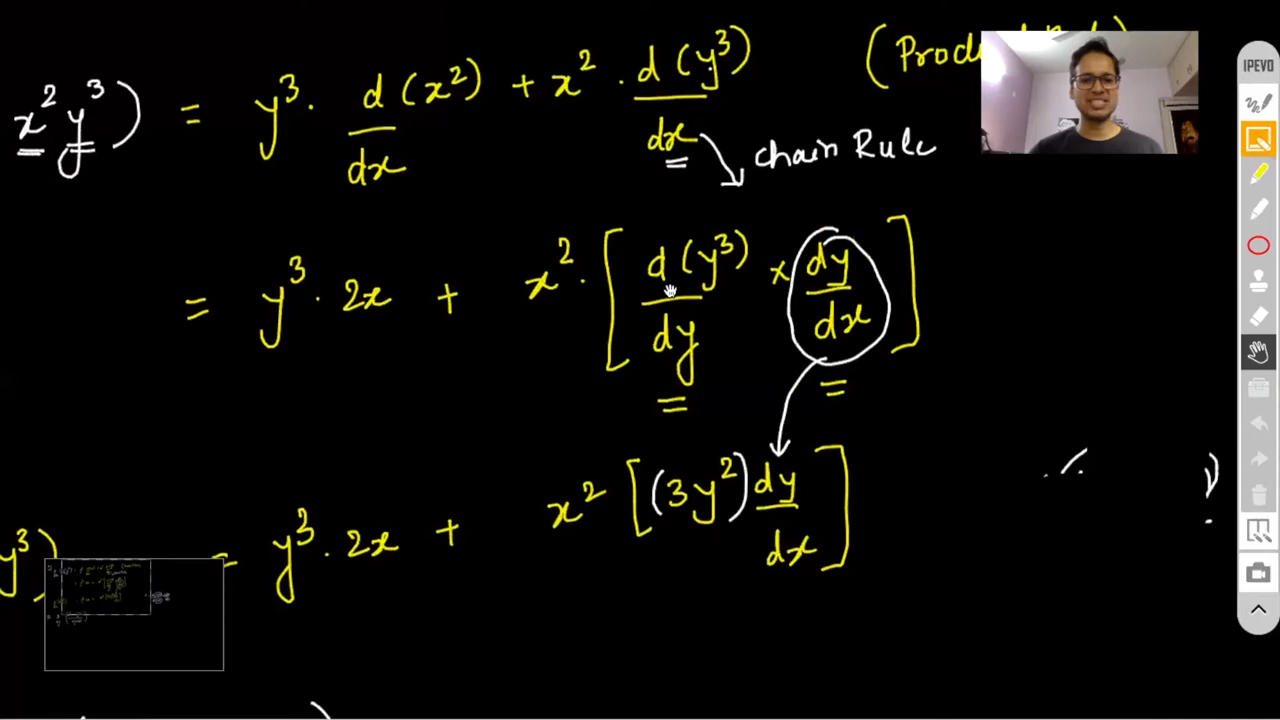 x²y³) = y³. d(x²)/dx + x². d(y³)/dx
chain Rule
= y³. 2x + x². [d(y³)/dy × dy/dx]
y³) = y³. 2x + x² [(3y²) dy/dx]
IPEVO